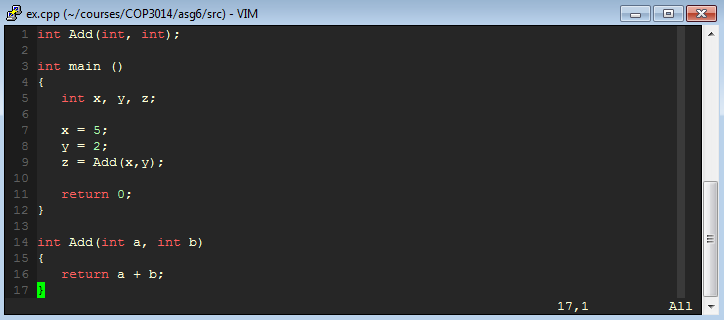 ex.cpp (~/courses/COP3014/asg6/src) - VIM
1 int Add(int, int);
2
3 int main ()
4 {
5    int x, y, z;
6
7    x = 5;
8    y = 2;
9    z = Add(x,y);
10
11    return 0;
12 }
13
14 int Add(int a, int b)
15 {
16    return a + b;
17 }
17,1 All